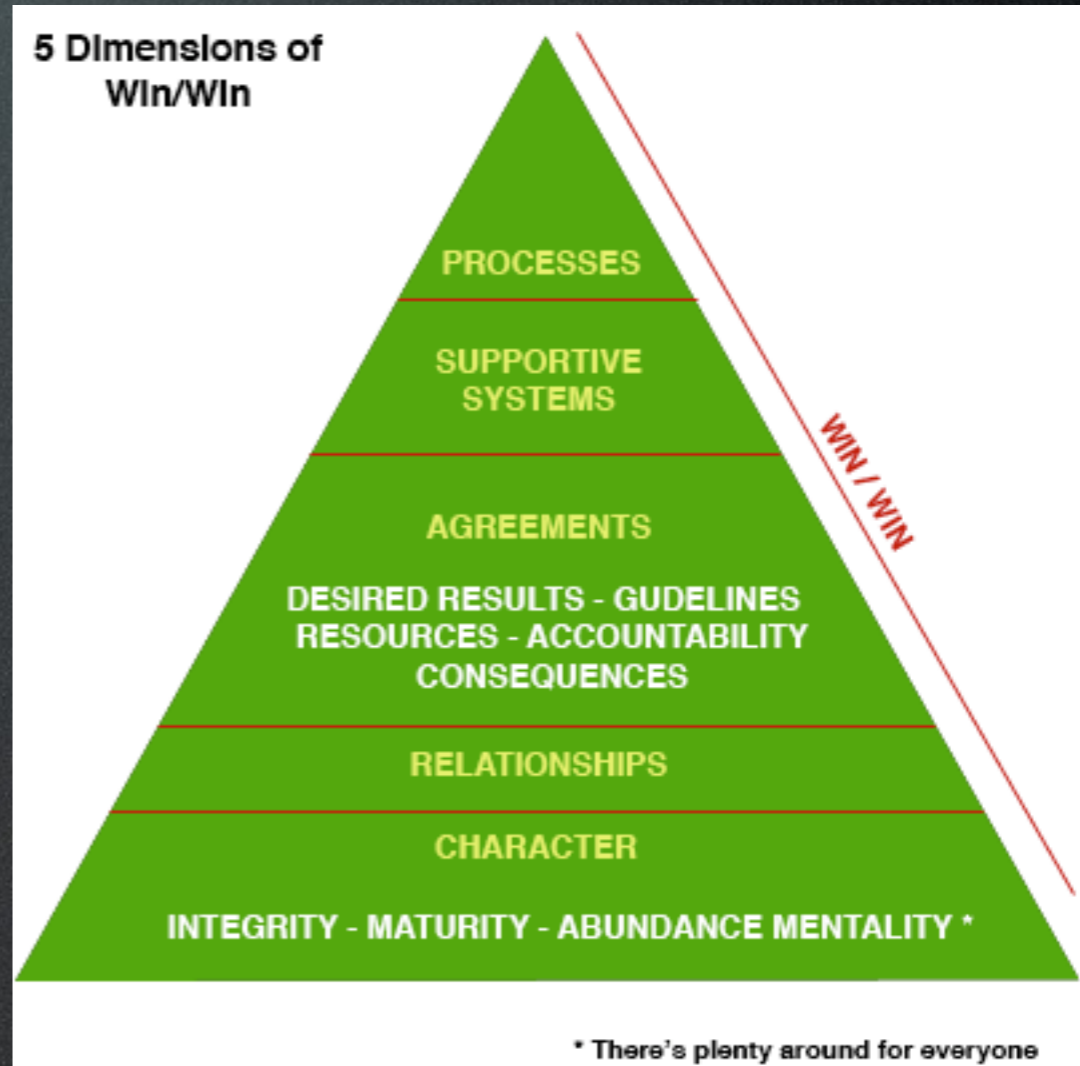 5 Dimensions of
Win/Win
PROCESSES
SUPPORTIVE
SYSTEMS
WIN / WIN
AGREEMENTS
DESIRED RESULTS - GUDELINES
RESOURCES - ACCOUNTABILITY
CONSEQUENCES
RELATIONSHIPS
CHARACTER
INTEGRITY - MATURITY - ABUNDANCE MENTALITY *
* There's plenty around for everyone